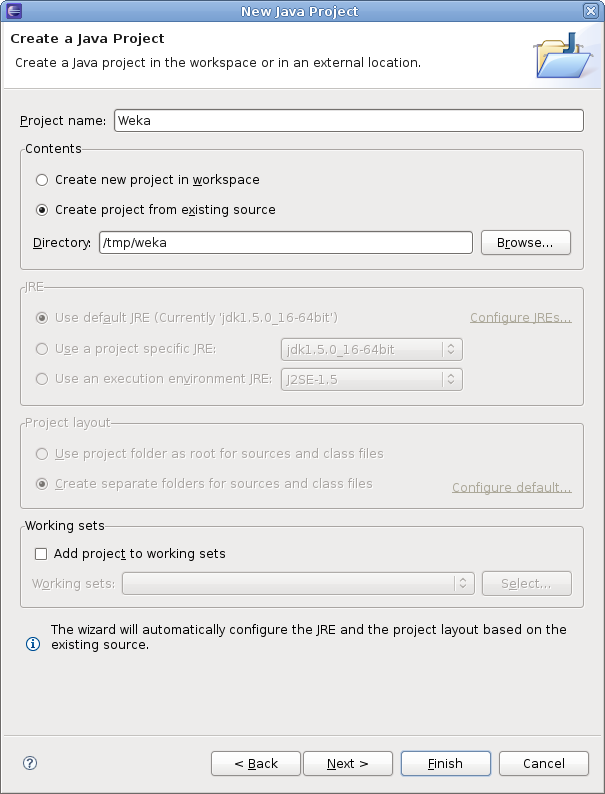 New Java Project
Create a Java Project
Create a Java project in the workspace or in an external location.
Project name: Weka
Contents
Create new project in workspace
Create project from existing source
Directory: /tmp/weka Browse...
JRE
Use default JRE (Currently 'jdk1.5.0_16-64bit') Configure JREs...
Use a project specific JRE: jdk1.5.0_16-64bit
Use an execution environment JRE: J2SE-1.5
Project layout
Use project folder as root for sources and class files
Create separate folders for sources and class files Configure default...
Working sets
Add project to working sets
Working sets: Select...
The wizard will automatically configure the JRE and the project layout based on the
existing source.
? < Back Next > Finish Cancel